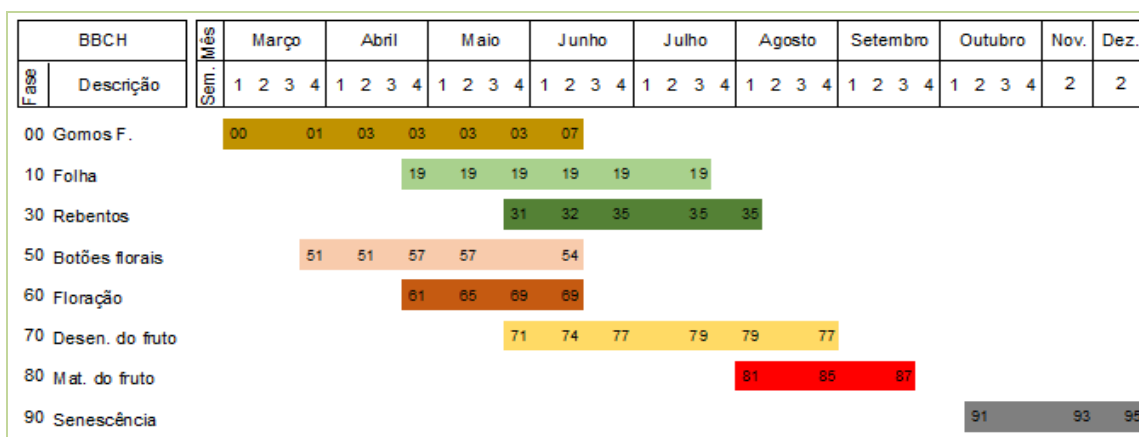 BBCH Mês Março Abril Maio Junho Julho Agosto Setembro Outubro Nov. Dez.
Fase Descrição Sem. 1 2 3 4 1 2 3 4 1 2 3 4 1 2 3 4 1 2 3 4 1 2 3 4 1 2 3 4 1 2 3 4 2 2
00 Gomos F. 00 01 03 03 03 03 07
10 Folha 19 19 19 19 19 19
30 Rebentos 31 32 35 35 35
50 Botões florais 51 51 57 57 54
60 Floração 61 65 69 69
70 Desen. do fruto 71 74 77 79 79 77
80 Mat. do fruto 81 85 87
90 Senescência 91 93 95